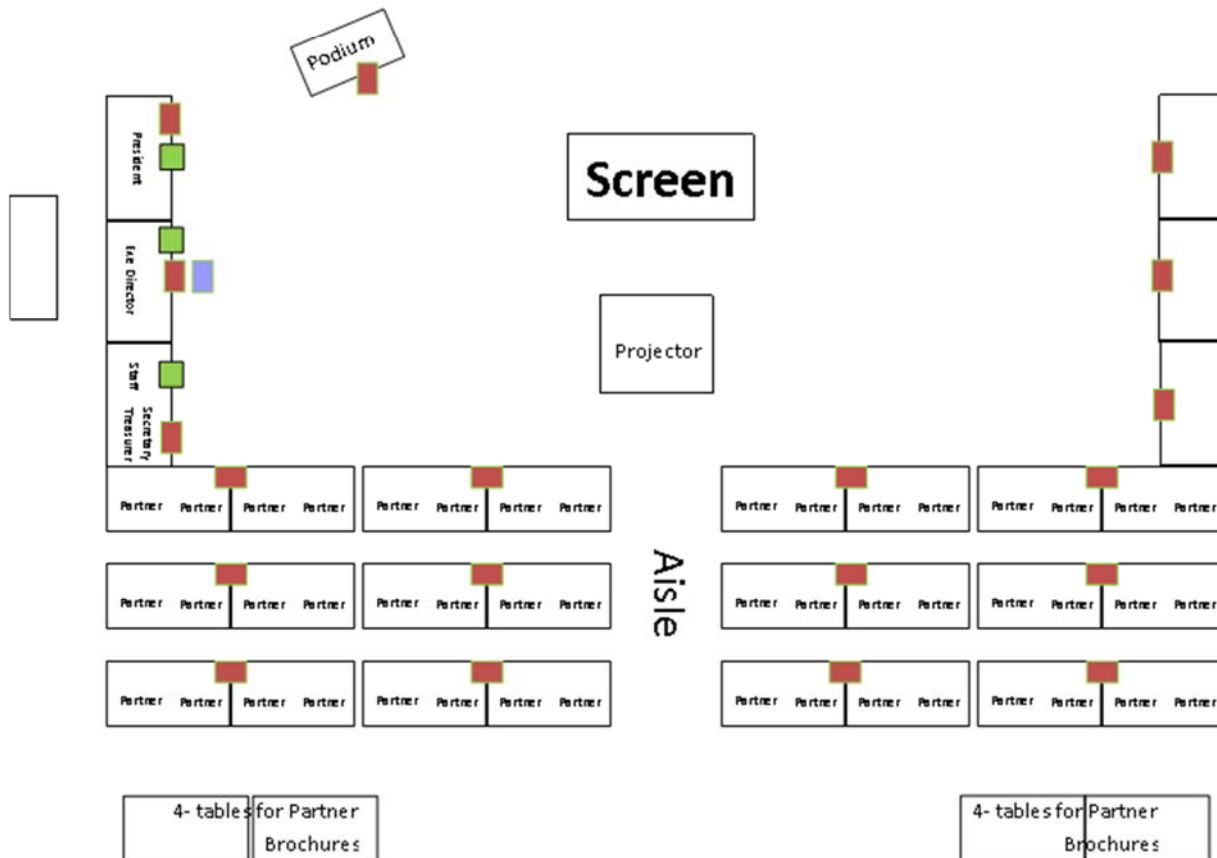 Podium
President
Screen
Exe Director
Projector
Staff
Secretary
Treasurer
Partner Partner Partner Partner Partner Partner Partner Partner Partner Partner Partner Partner Partner Partner Partner Partner
Aisle
Partner Partner Partner Partner Partner Partner Partner Partner Partner Partner Partner Partner Partner Partner Partner Partner
Partner Partner Partner Partner Partner Partner Partner Partner Partner Partner Partner Partner Partner Partner Partner Partner
4- tables for Partner
Brochures
4- tables for Partner
Brochures